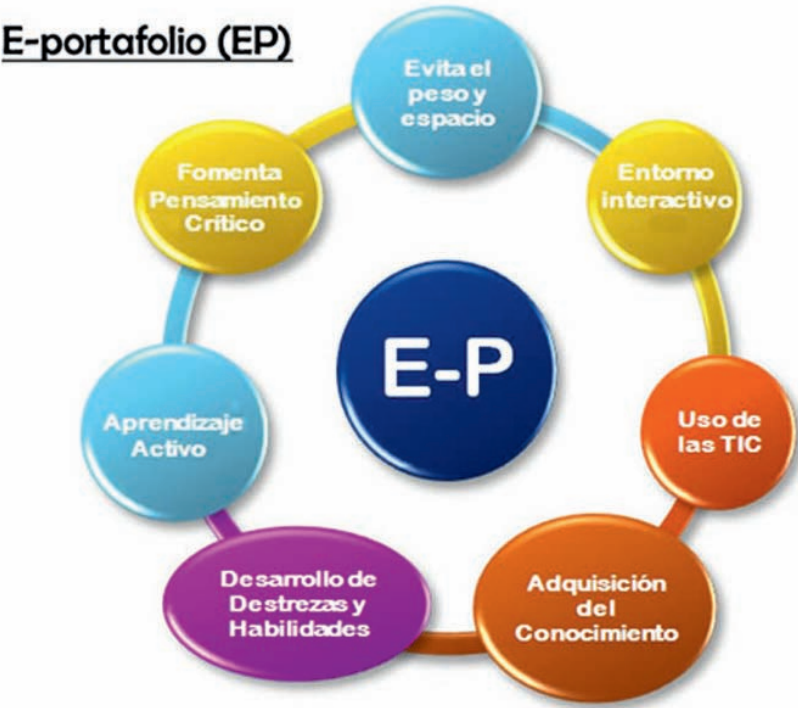 E-portafolio (EP)
Evita el
peso y
espacio
Entorno
interactivo
Uso de
las TIC
Adquisición
del
Conocimiento
Desarrollo de
Destrezas y
Habilidades
Aprendizaje
Activo
Fomenta
Pensamiento
Crítico
E-P